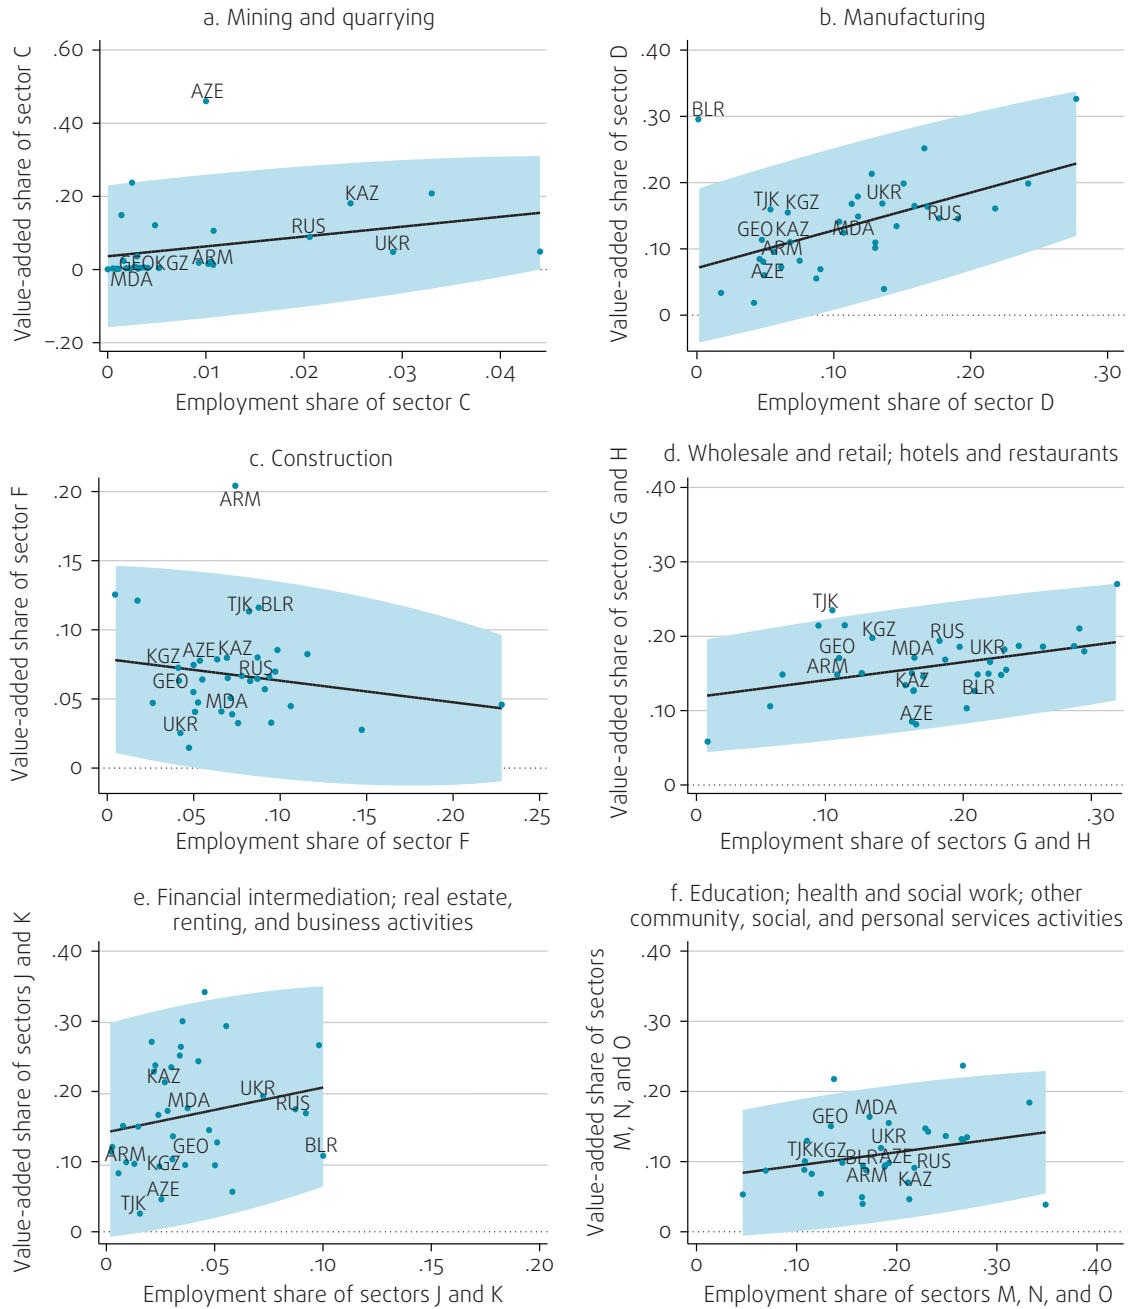 a. Mining and quarrying
Value-added share of sector C
.60
.40
.20
0
–.20
AZE
KAZ
RUS
UKR
ARM
GEO KGZ
MDA
0 .01 .02 .03 .04
Employment share of sector C
b. Manufacturing
Value-added share of sector D
.40
.30
.20
.10
0
BLR
TJK KGZ
UKR
RUS
GEO KAZ
MDA
ARM
AZE
0 .10 .20 .30
Employment share of sector D
c. Construction
Value-added share of sector F
.20
.15
.10
.05
0
ARM
TJK BLR
KGZ AZE KAZ
RUS
GEO
MDA
UKR
0 .05 .10 .15 .20 .25
Employment share of sector F
d. Wholesale and retail; hotels and restaurants
Value-added share of sectors G and H
.40
.30
.20
.10
0
TJK
KGZ
RUS
GEO
MDA
UKR
ARM
KAZ
BLR
AZE
0 .10 .20 .30
Employment share of sectors G and H
e. Financial intermediation; real estate,
renting, and business activities
Value-added share of sectors J and K
.40
.30
.20
.10
0
KAZ
MDA
UKR
RUS
GEO
BLR
ARM
KGZ
AZE
TJK
0 .05 .10 .15 .20
Employment share of sectors J and K
f. Education; health and social work; other
community, social, and personal services activities
Value-added share of sectors
M, N, and O
.40
.30
.20
.10
0
GEO
MDA
UKR
TJK KGZ BLR AZE RUS
ARM
KAZ
0 .10 .20 .30 .40
Employment share of sectors M, N, and O